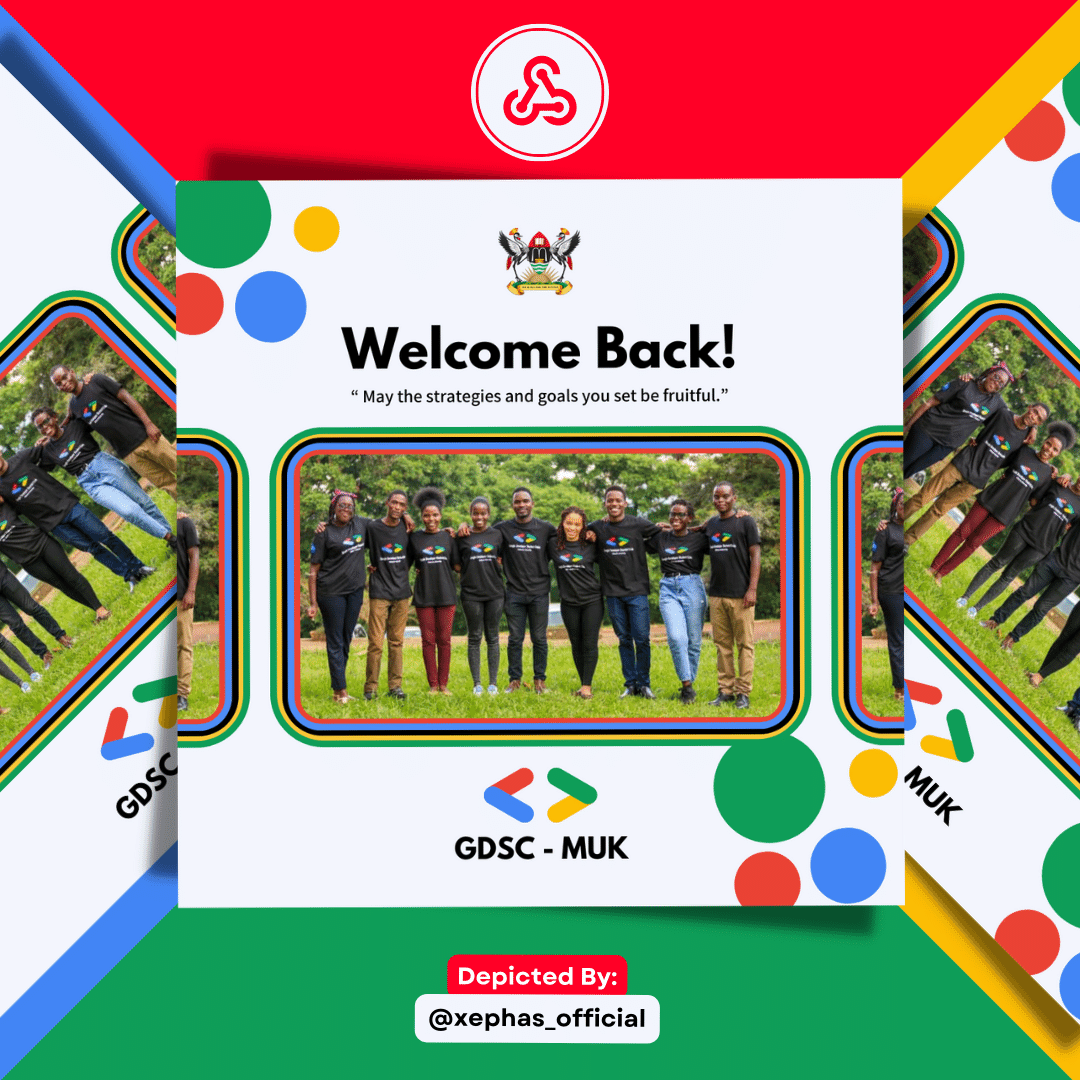 Welcome Back!
“ May the strategies and goals you set be fruitful.”
GDSC - MUK
GDSC
MUK
Depicted By:
@xephas_official